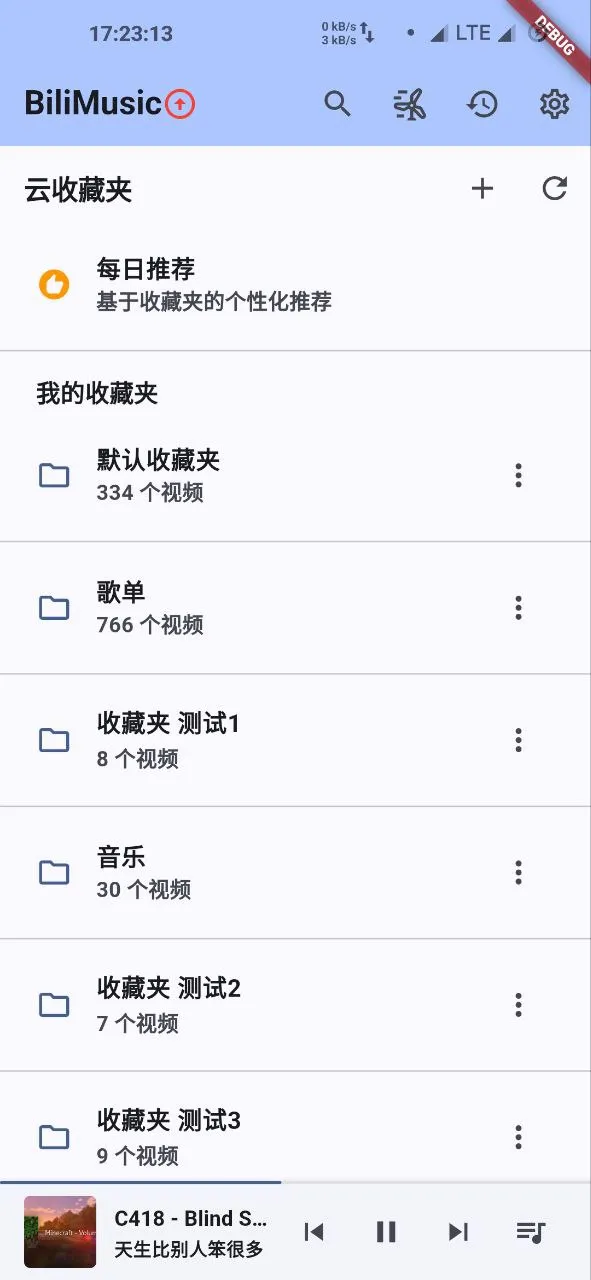 17:23:13
0 kB/s
3 kB/s
LTE
DEBUG
BiliMusic
云收藏夹
每日推荐
基于收藏夹的个性化推荐
我的收藏夹
默认收藏夹
334 个视频
歌单
766 个视频
收藏夹 测试1
8 个视频
音乐
30 个视频
收藏夹 测试2
7 个视频
收藏夹 测试3
9 个视频
Minecraft - Volum
C418 - Blind S...
天生比别人笨很多